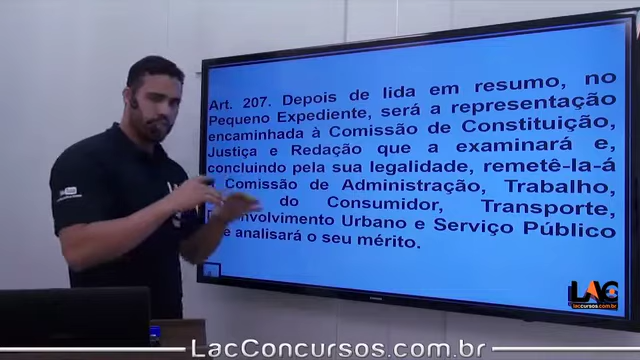 Art. 207. Depois de lida em resumo, no
Pequeno Expediente, será a representação
encaminhada à Comissão de Constituição,
Justiça e Redação que a examinará e,
concluindo pela sua legalidade, remetê-la-á
Comissão de Administração, Trabalho,
do Consumidor, Transporte,
Urbano e Serviço Público
analisará o seu mérito.
LAC
lacconcursos.com.br
LacConcursos.com.br